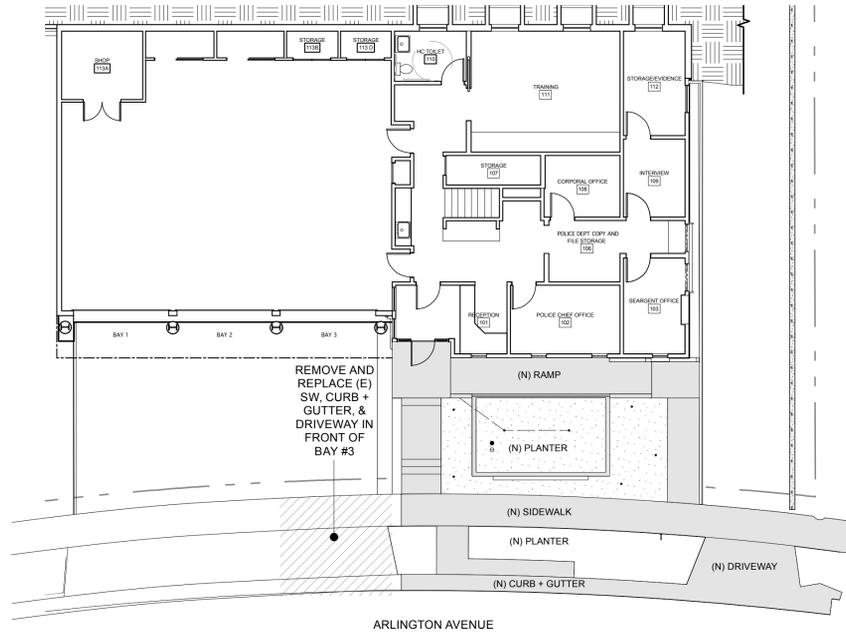 SHOP
113A
STORAGE
113B
STORAGE
113 D
HC TOILET
110
TRAINING
111
STORAGE/EVIDENCE
112
STORAGE
107
CORPORAL OFFICE
108
INTERVIEW
109
POLICE DEPT COPY AND
FILE STORAGE
106
RECEPTION
101
POLICE CHIEF OFFICE
102
SEARGENT OFFICE
103
BAY 1
BAY 2
BAY 3
REMOVE AND
REPLACE (E)
SW, CURB +
GUTTER, &
DRIVEWAY IN
FRONT OF
BAY #3
(N) RAMP
(N) PLANTER
(N) SIDEWALK
(N) PLANTER
(N) DRIVEWAY
(N) CURB + GUTTER
ARLINGTON AVENUE